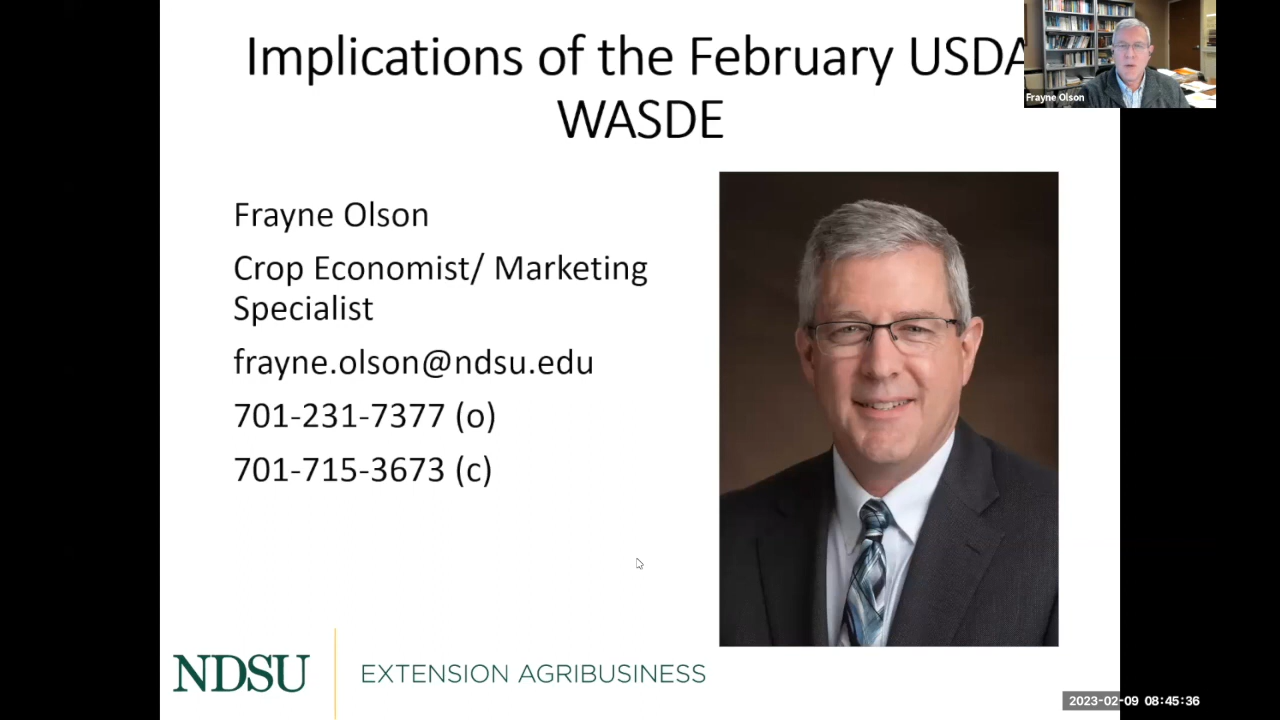 Implications of the February USDA
WASDE
Frayne Olson
Frayne Olson
Crop Economist/ Marketing
Specialist
frayne.olson@ndsu.edu
701-231-7377 (o)
701-715-3673 (c)
NDSU
EXTENSION AGRIBUSINESS
2023-02-09 08:45:36